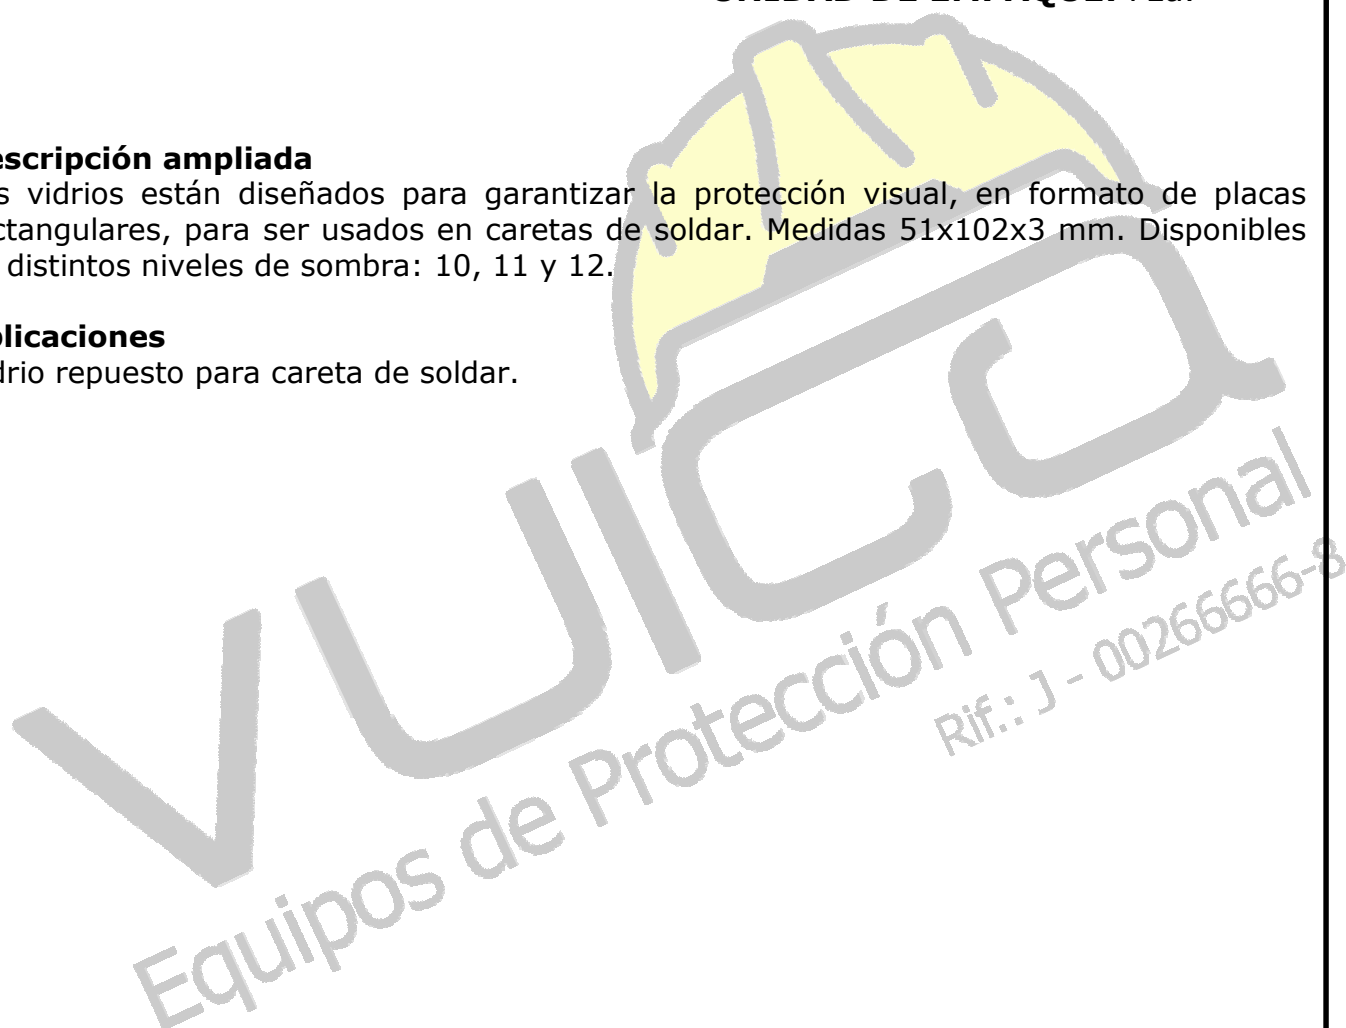 escripción ampliada
s vidrios están diseñados para garantizar la protección visual, en formato de placas
ctangulares, para ser usados en caretas de soldar. Medidas 51x102x3 mm. Disponibles
distintos niveles de sombra: 10, 11 y 12.
plicaciones
drio repuesto para careta de soldar.
VUICA
Equipos de Protección Personal
Rif.: J - 00266666-8